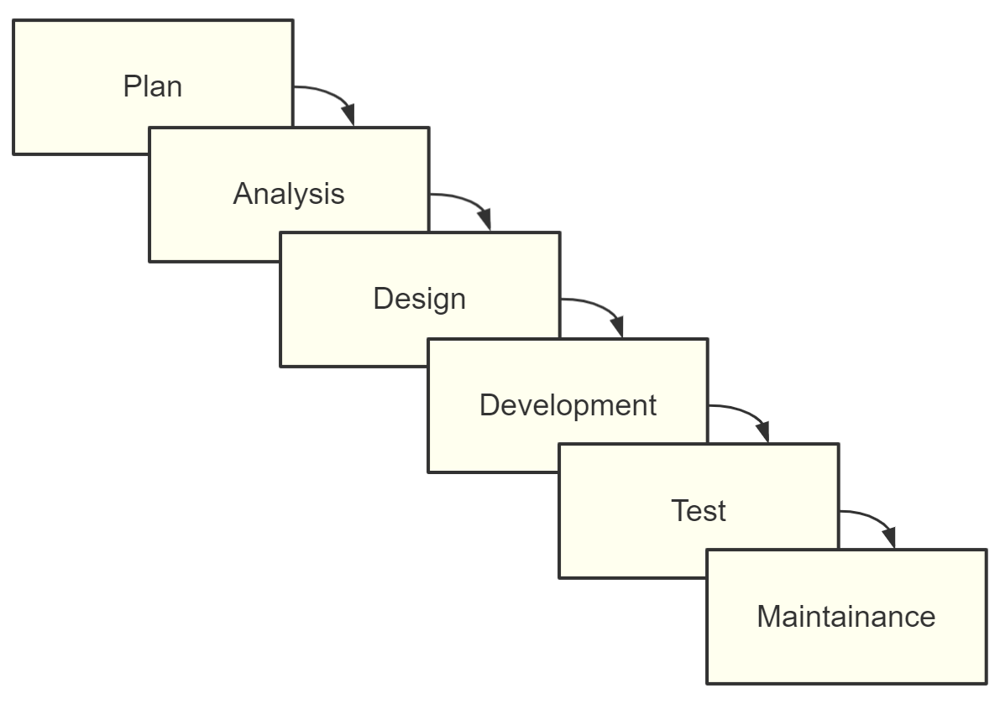 Plan
Analysis
Design
Development
Test
Maintainance